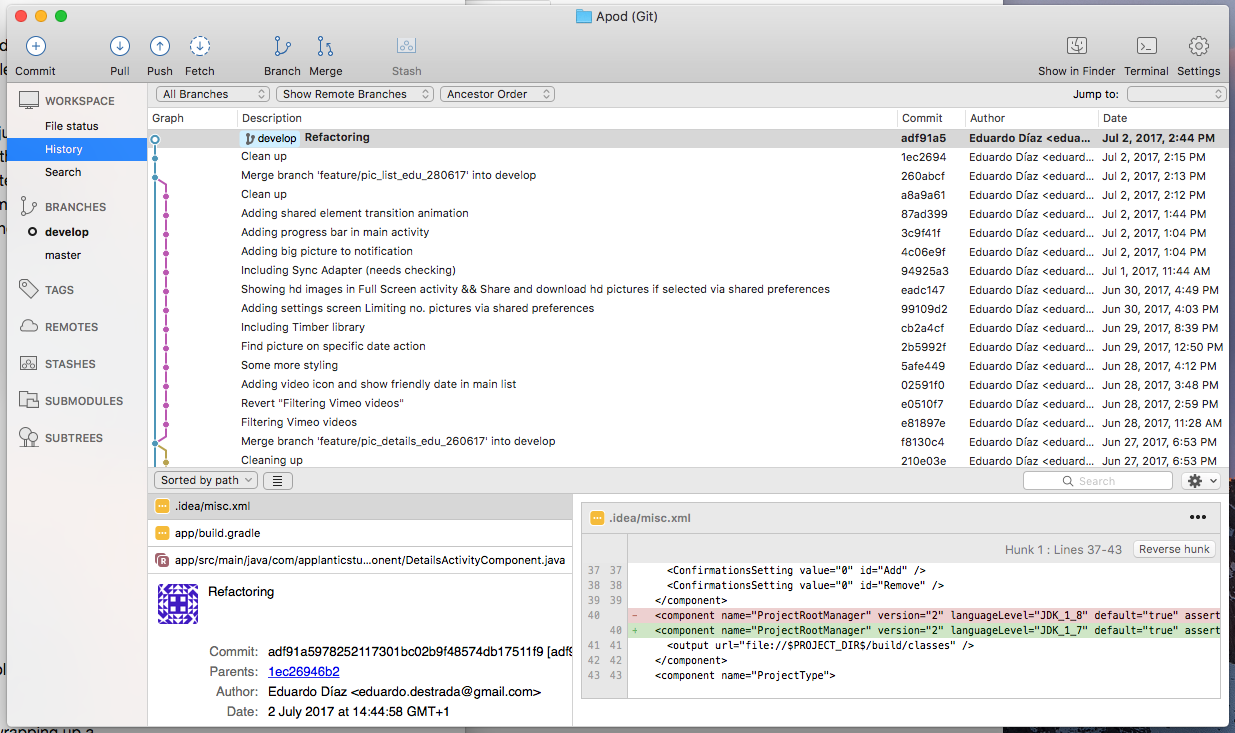 Apod (Git)
Commit Pull Push Fetch Branch Merge Stash Show in Finder Terminal Settings
WORKSPACE
File status
History
Search
BRANCHES
develop
master
TAGS
REMOTES
STASHES
SUBMODULES
SUBTREES
All Branches Show Remote Branches Ancestor Order Jump to:
Graph Description Commit Author Date
develop Refactoring adf91a5 Eduardo Díaz <edua... Jul 2, 2017, 2:44 PM
Clean up 1ec2694 Eduardo Díaz <eduard... Jul 2, 2017, 2:15 PM
Merge branch 'feature/pic_list_edu_280617' into develop 260abcf Eduardo Díaz <eduard... Jul 2, 2017, 2:13 PM
Clean up a8a9a61 Eduardo Díaz <eduard... Jul 2, 2017, 2:12 PM
Adding shared element transition animation 87ad399 Eduardo Díaz <eduard... Jul 2, 2017, 1:44 PM
Adding progress bar in main activity 3c9f41f Eduardo Díaz <eduard... Jul 2, 2017, 1:04 PM
Adding big picture to notification 4c06e9f Eduardo Díaz <eduard... Jul 2, 2017, 1:04 PM
Including Sync Adapter (needs checking) 94925a3 Eduardo Díaz <eduard... Jul 1, 2017, 11:44 AM
Showing hd images in Full Screen activity && Share and download hd pictures if selected via shared preferences eadc147 Eduardo Díaz <eduard... Jun 30, 2017, 4:49 PM
Adding settings screen Limiting no. pictures via shared preferences 99109d2 Eduardo Díaz <eduard... Jun 30, 2017, 4:03 PM
Including Timber library cb2a4cf Eduardo Díaz <eduard... Jun 29, 2017, 8:39 PM
Find picture on specific date action 2b5992f Eduardo Díaz <eduard... Jun 29, 2017, 12:50 PM
Some more styling 5afe449 Eduardo Díaz <eduard... Jun 28, 2017, 4:12 PM
Adding video icon and show friendly date in main list 02591f0 Eduardo Díaz <eduard... Jun 28, 2017, 3:48 PM
Revert "Filtering Vimeo videos" e0510f7 Eduardo Díaz <eduard... Jun 28, 2017, 2:59 PM
Filtering Vimeo videos e81897e Eduardo Díaz <eduard... Jun 28, 2017, 11:28 AM
Merge branch 'feature/pic_details_edu_260617' into develop f8130c4 Eduardo Díaz <eduard... Jun 27, 2017, 6:53 PM
Cleaning up 210e03e Eduardo Díaz <eduard... Jun 27, 2017, 6:53 PM
Sorted by path Search
.idea/misc.xml
app/build.gradle
app/src/main/java/com/applanticstu...onent/DetailsActivityComponent.java
Refactoring
Commit: adf91a5978252117301bc02b9f48574db17511f9 [adf9
Parents: 1ec26946b2
Author: Eduardo Díaz <eduardo.destrada@gmail.com>
Date: 2 July 2017 at 14:44:58 GMT+1
.idea/misc.xml
Hunk 1 : Lines 37-43 Reverse hunk
37 37 <ConfirmationsSetting value="0" id="Add" />
38 38 <ConfirmationsSetting value="0" id="Remove" />
39 39 </component>
40 - <component name="ProjectRootManager" version="2" languageLevel="JDK_1_8" default="true" assert
40 + <component name="ProjectRootManager" version="2" languageLevel="JDK_1_7" default="true" assert
41 41 <output url="file://$PROJECT_DIR$/build/classes" />
42 42 </component>
43 43 <component name="ProjectType">